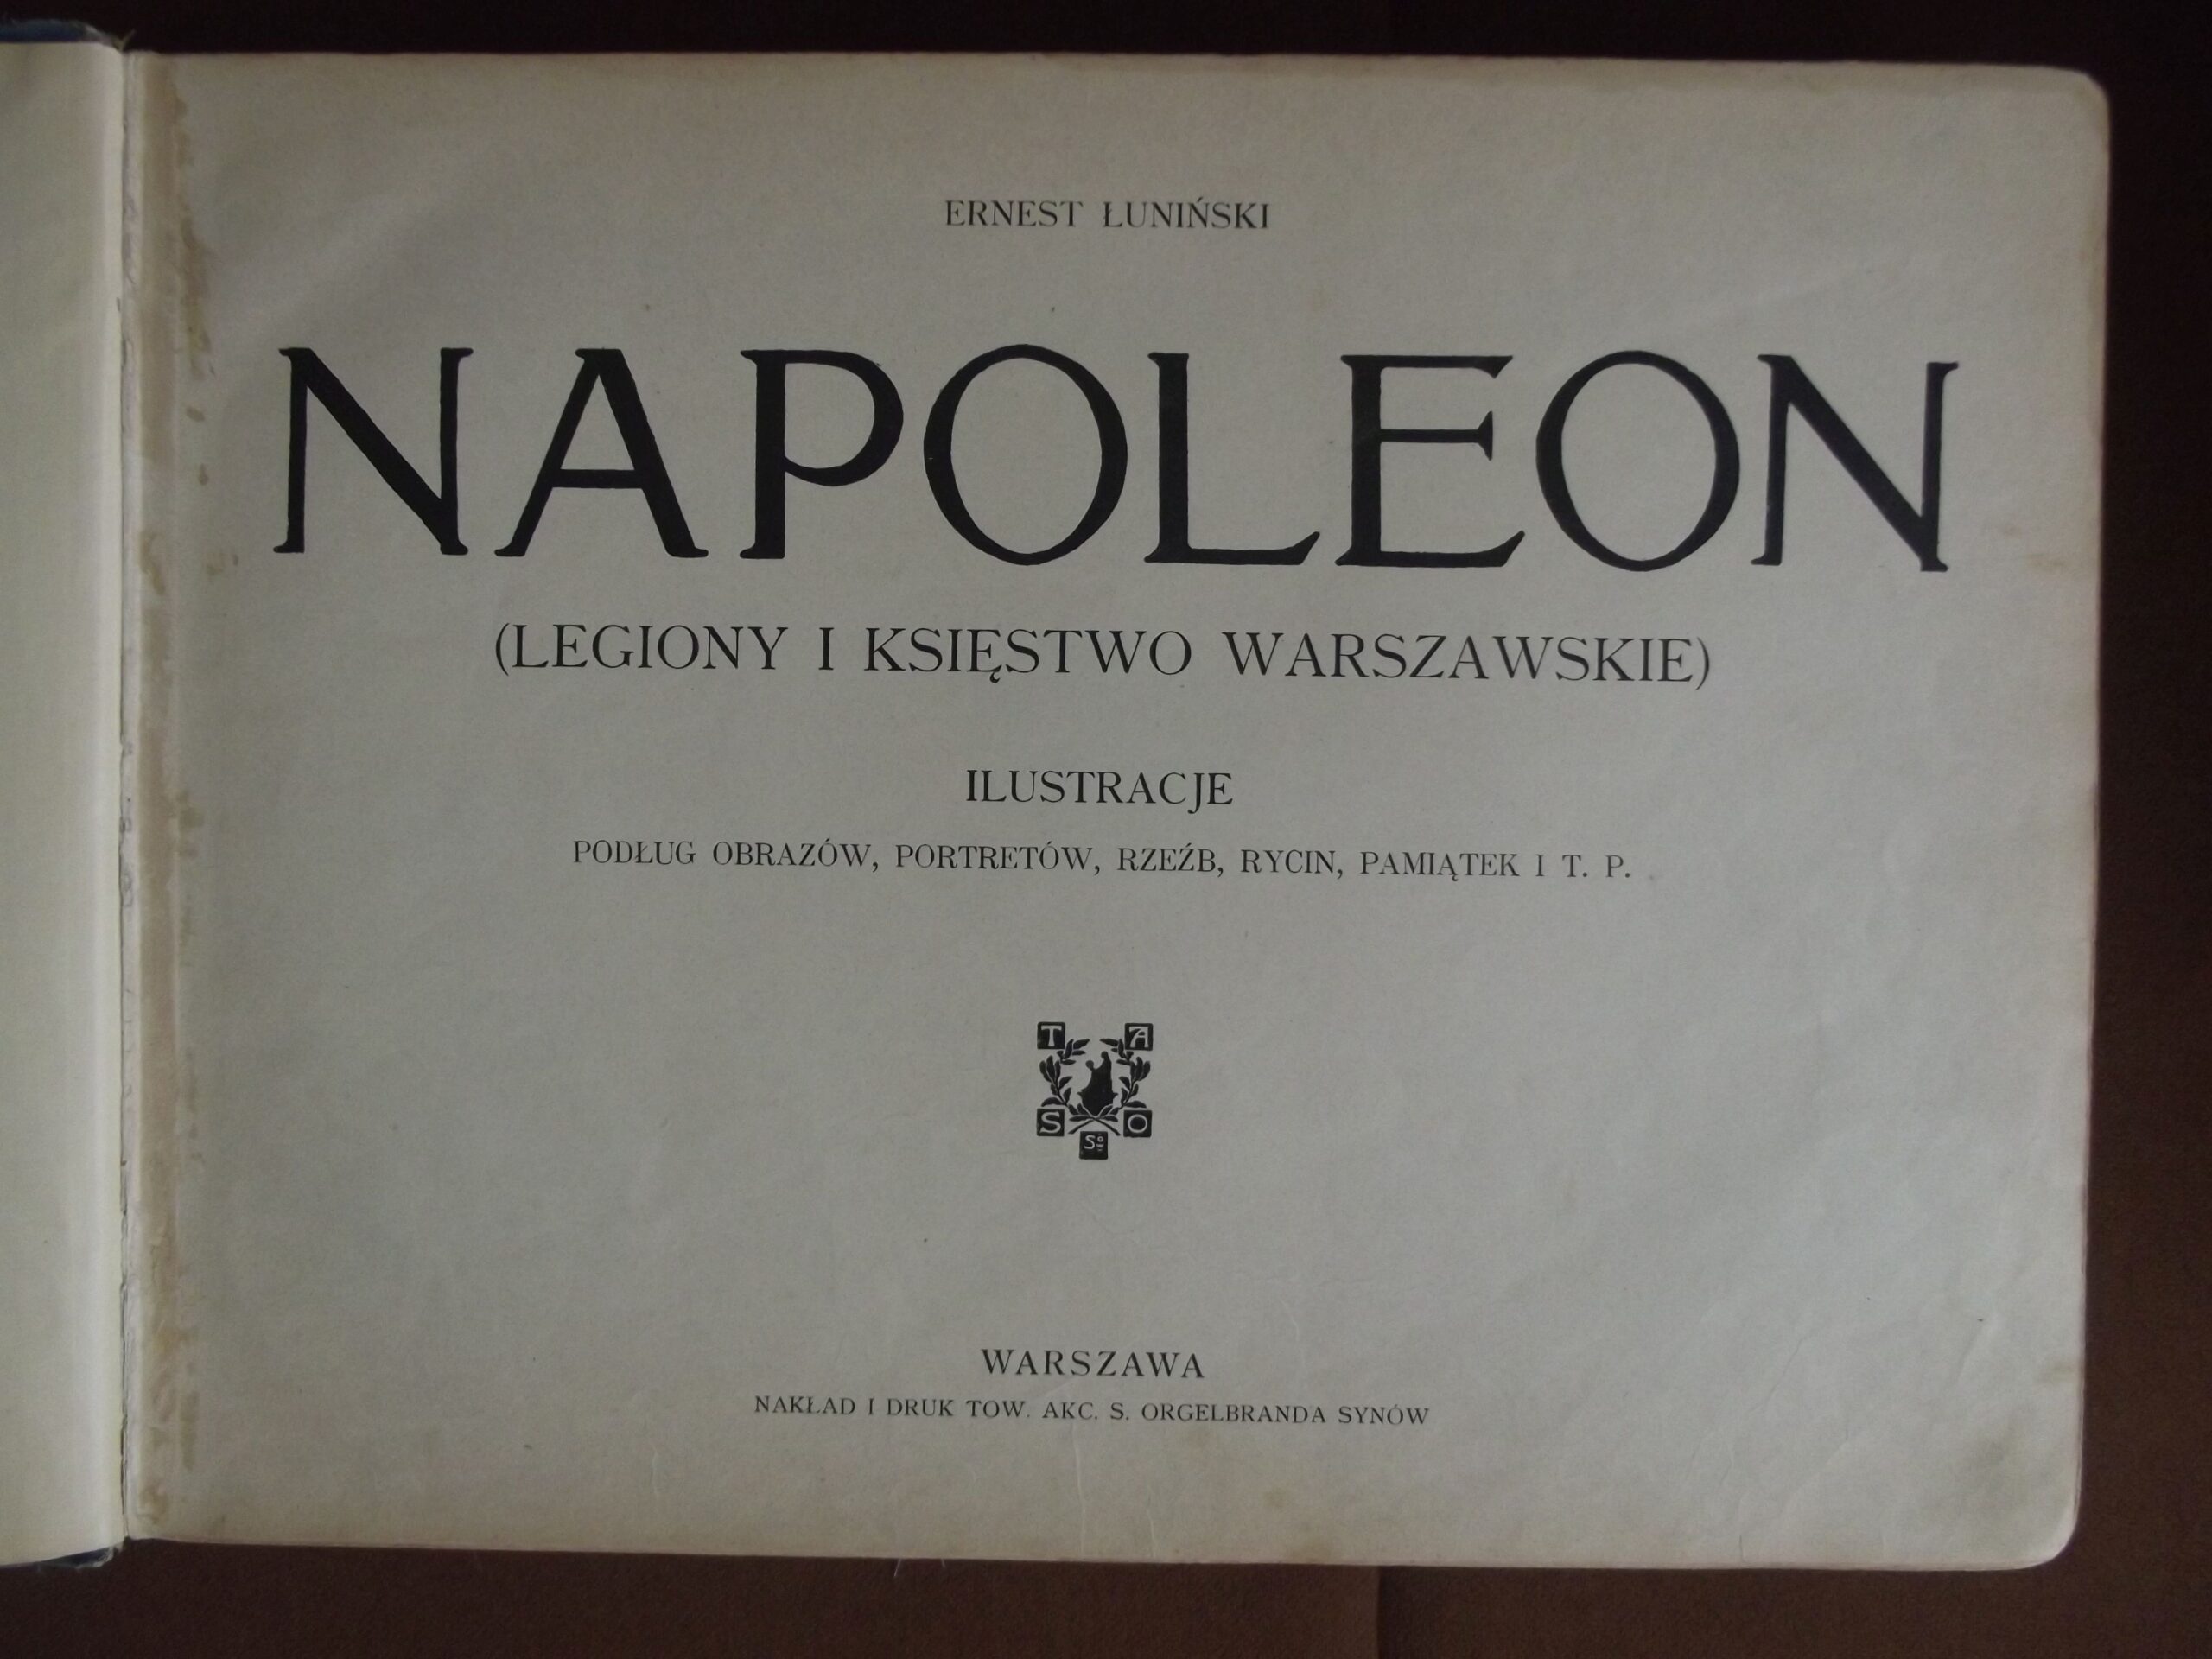 ERNEST ŁUNIŃSKI
NAPOLEON
(LEGIONY I KSIĘSTWO WARSZAWSKIE)
ILUSTRACJE
PODŁUG OBRAZÓW, PORTRETÓW, RZEŹB, RYCIN, PAMIĄTEK I T. P.
T A
S O
So
WARSZAWA
NAKŁAD I DRUK TOW. AKC. S. ORGELBRANDA SYNÓW